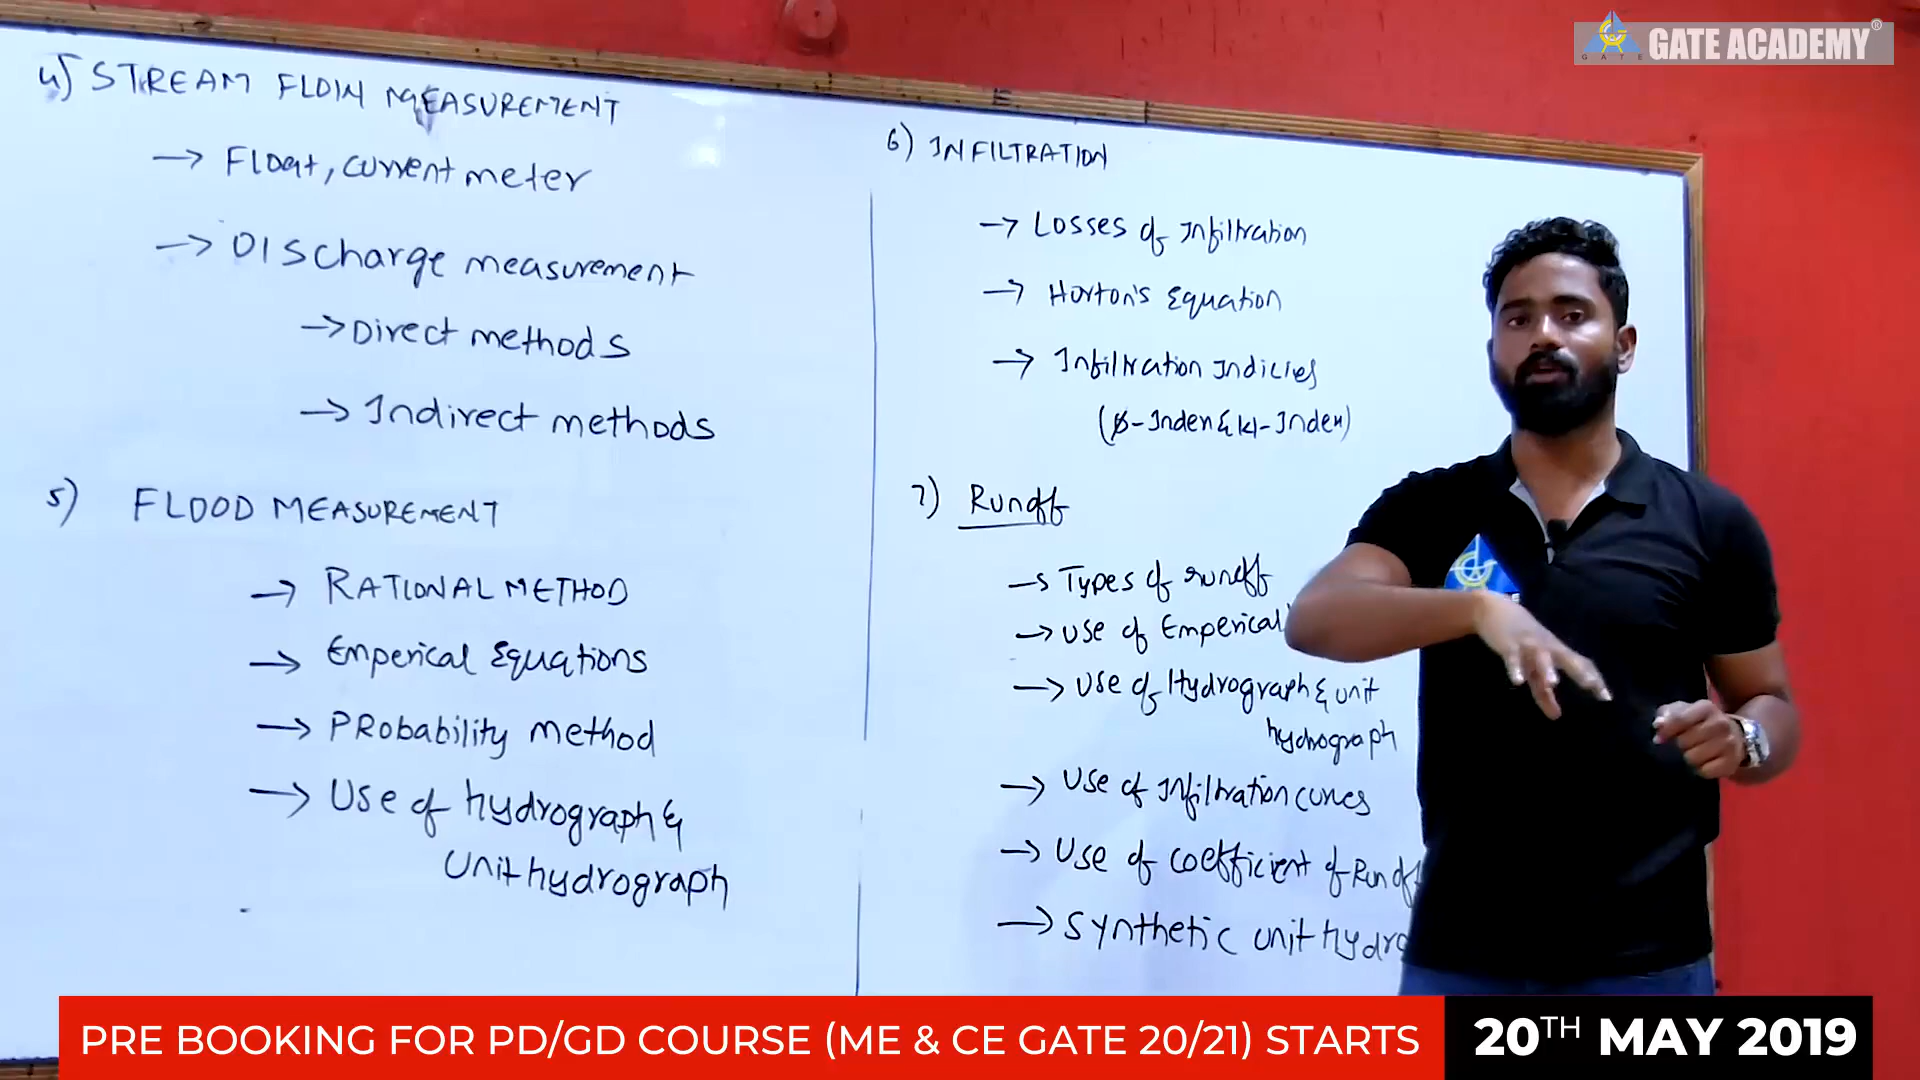 4) STREAM FLOW MEASUREMENT
→ Float, current meter
→ Discharge measurement
→ Direct methods
→ Indirect methods
5) FLOOD MEASUREMENT
→ RATIONAL METHOD
→ Emperical Equations
→ PRobability method
→ Use of hydrograph &
Unit hydrograph
6) INFILTRATION
→ Losses of Infiltration
→ Horton's Equation
→ Infiltration Indicies
(φ-Index & W-Index)
7) Runoff
→ Types of runoff
→ Use of Emperical
→ Use of Hydrograph & unit
hydrograph
→ Use of Infiltration curves
→ Use of coefficient of Runoff
→ Synthetic unit hydro
GATE ACADEMY®
GATE
PRE BOOKING FOR PD/GD COURSE (ME & CE GATE 20/21) STARTS
20TH MAY 2019